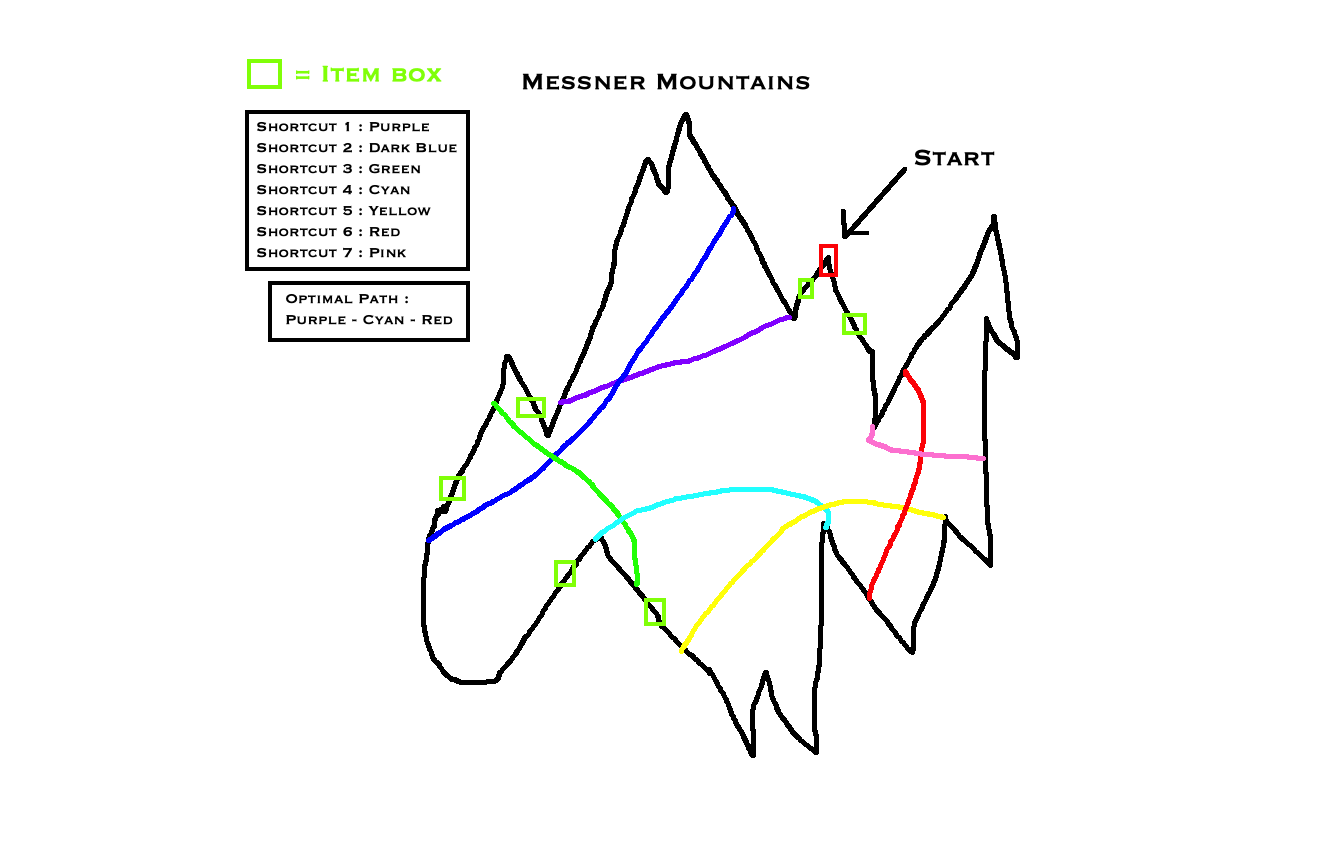 = Item box
Messner Mountains
Start
Shortcut 1 : Purple
Shortcut 2 : Dark Blue
Shortcut 3 : Green
Shortcut 4 : Cyan
Shortcut 5 : Yellow
Shortcut 6 : Red
Shortcut 7 : Pink
Optimal Path :
Purple - Cyan - Red